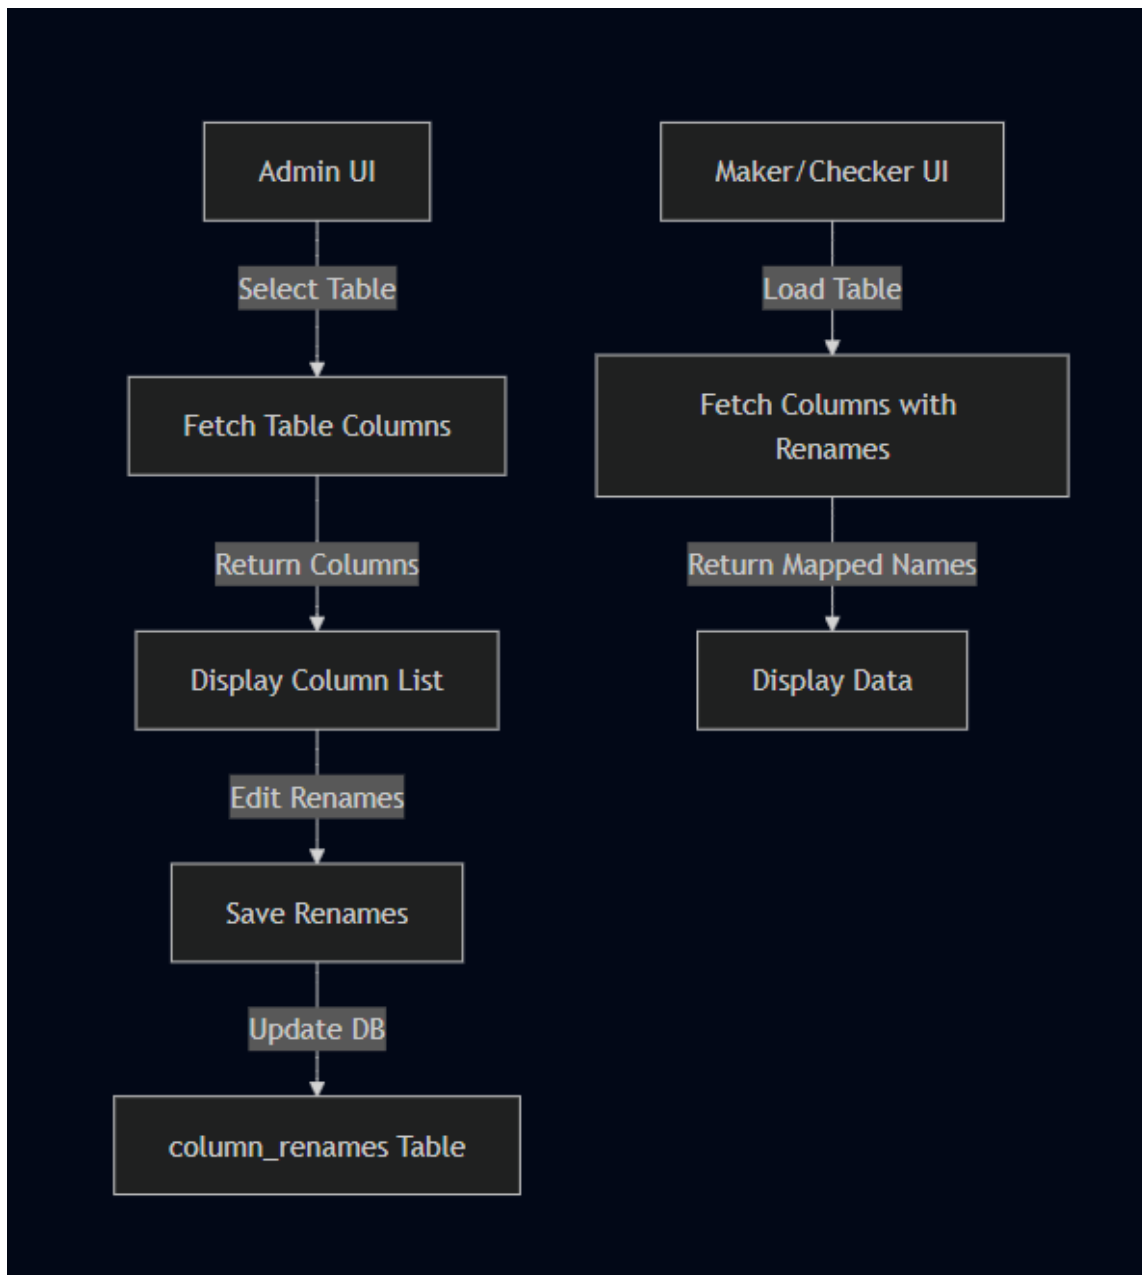 Admin UI
Select Table
Fetch Table Columns
Return Columns
Display Column List
Edit Renames
Save Renames
Update DB
column_renames Table
Maker/Checker UI
Load Table
Fetch Columns with
Renames
Return Mapped Names
Display Data